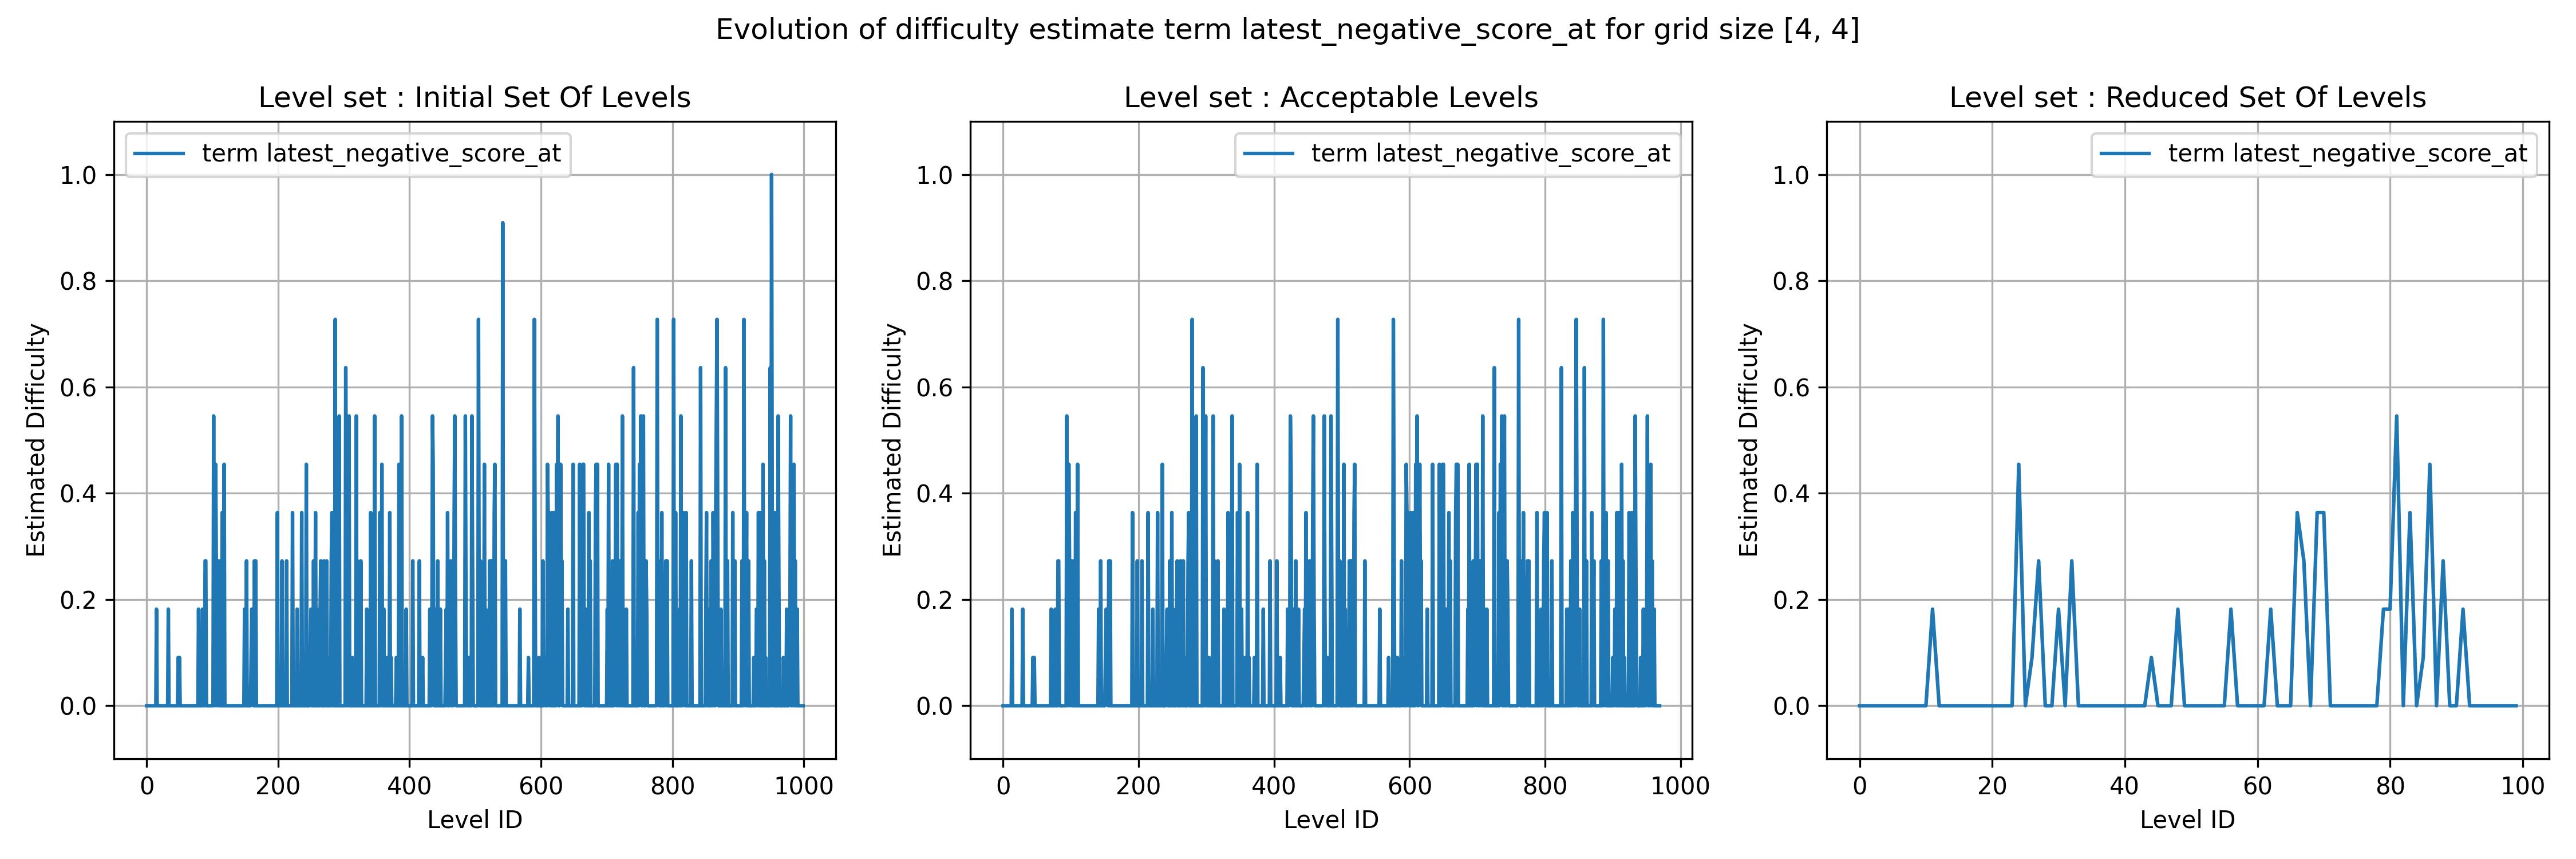 Evolution of difficulty estimate term latest_negative_score_at for grid size [4, 4]
Level set : Initial Set Of Levels
term latest_negative_score_at
1.0
0.8
0.6
0.4
0.2
0.0
Estimated Difficulty
0 200 400 600 800 1000
Level ID
Level set : Acceptable Levels
term latest_negative_score_at
1.0
0.8
0.6
0.4
0.2
0.0
Estimated Difficulty
0 200 400 600 800 1000
Level ID
Level set : Reduced Set Of Levels
term latest_negative_score_at
1.0
0.8
0.6
0.4
0.2
0.0
Estimated Difficulty
0 20 40 60 80 100
Level ID